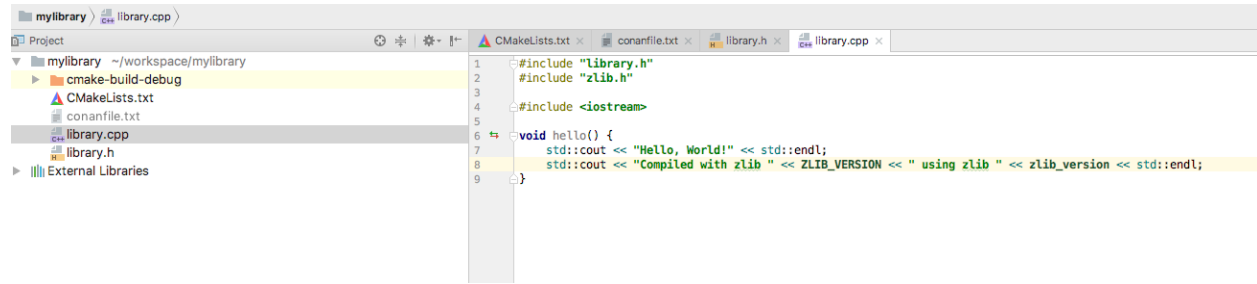 mylibrary library.cpp
Project
CMakeLists.txt conanfile.txt library.h library.cpp
mylibrary ~/workspace/mylibrary
cmake-build-debug
CMakeLists.txt
conanfile.txt
library.cpp
library.h
External Libraries
1 #include "library.h"
2 #include "zlib.h"
3
4 #include <iostream>
5
6 void hello() {
7 std::cout << "Hello, World!" << std::endl;
8 std::cout << "Compiled with zlib " << ZLIB_VERSION << " using zlib " << zlib_version << std::endl;
9 }